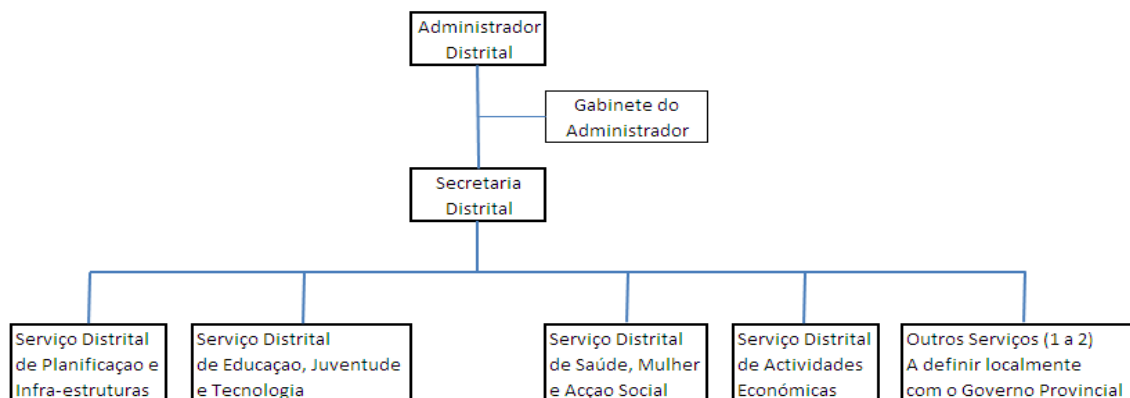 Administrador
Distrital
Gabinete do
Administrador
Secretaria
Distrital
Serviço Distrital
de Planificaçao e
Infra-estruturas
Serviço Distrital
de Educação, Juventude
e Tecnologia
Serviço Distrital
de Saúde, Mulher
e Acçao Social
Serviço Distrital
de Actividades
Económicas
Outros Serviços (1 a 2)
A definir localmente
com o Governo Provincial